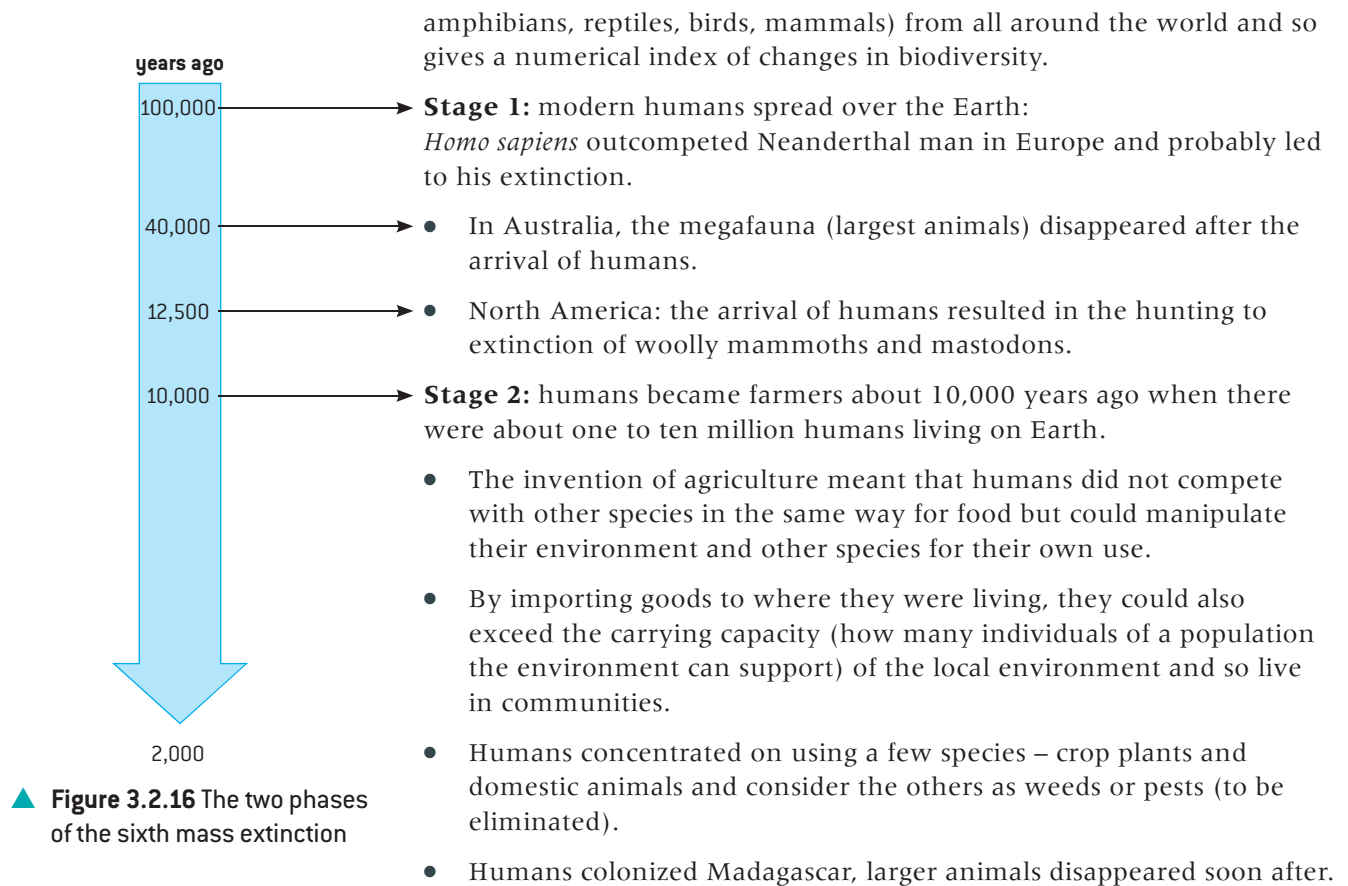 amphibians, reptiles, birds, mammals) from all around the world and so
gives a numerical index of changes in biodiversity.
years ago
100,000
Stage 1: modern humans spread over the Earth:
Homo sapiens outcompeted Neanderthal man in Europe and probably led
to his extinction.
40,000
• In Australia, the megafauna (largest animals) disappeared after the
arrival of humans.
12,500
• North America: the arrival of humans resulted in the hunting to
extinction of woolly mammoths and mastodons.
10,000
Stage 2: humans became farmers about 10,000 years ago when there
were about one to ten million humans living on Earth.
• The invention of agriculture meant that humans did not compete
with other species in the same way for food but could manipulate
their environment and other species for their own use.
• By importing goods to where they were living, they could also
exceed the carrying capacity (how many individuals of a population
the environment can support) of the local environment and so live
in communities.
2,000
• Humans concentrated on using a few species – crop plants and
domestic animals and consider the others as weeds or pests (to be
eliminated).
• Humans colonized Madagascar, larger animals disappeared soon after.
▲ Figure 3.2.16 The two phases
of the sixth mass extinction